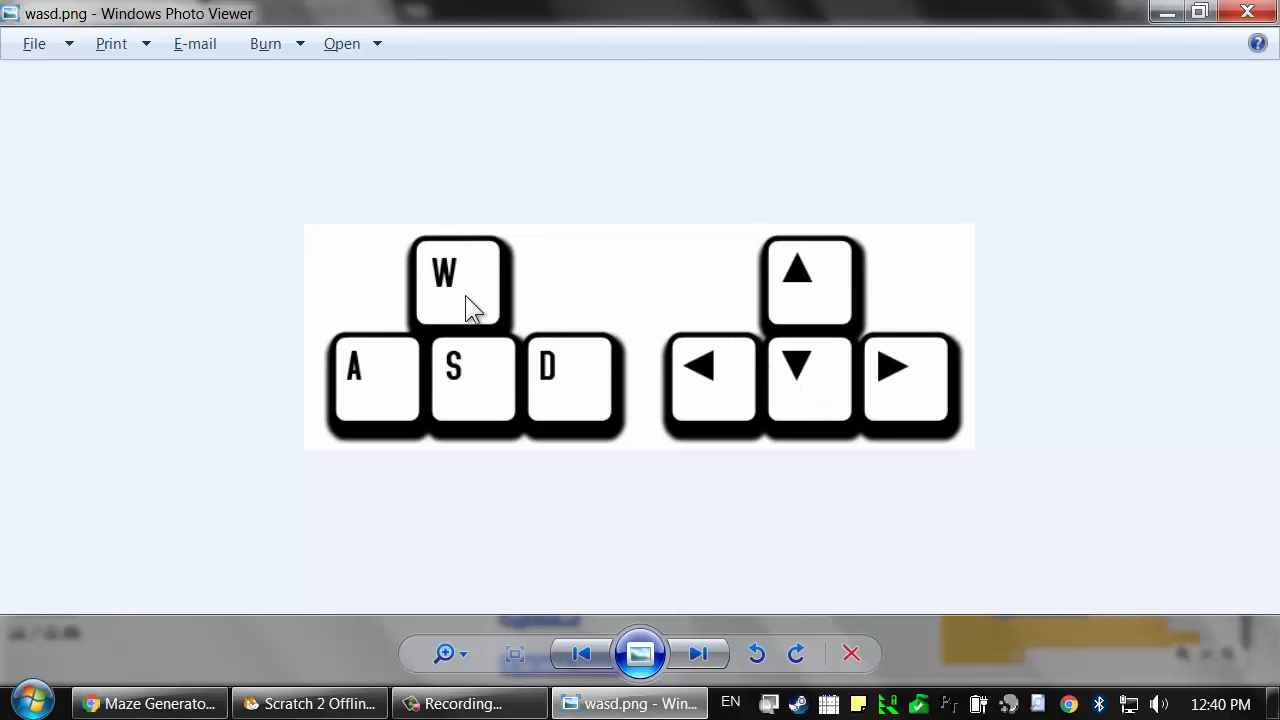 wasd.png - Windows Photo Viewer
File Print E-mail Burn Open
W
A S D
Maze Generato... Scratch 2 Offlin... Recording... wasd.png - Win... EN 12:40 PM